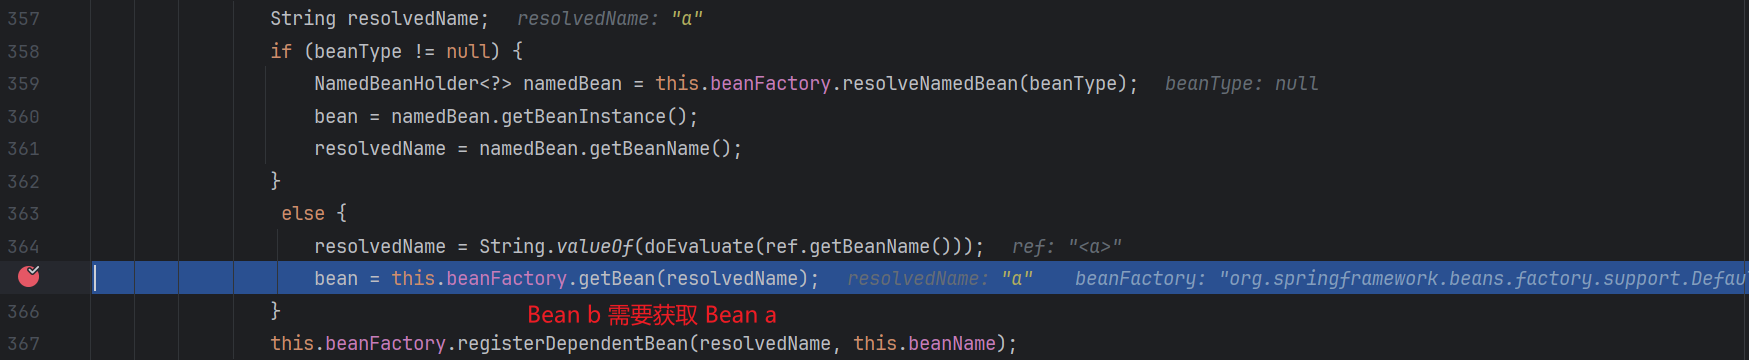 357 String resolvedName; resolvedName: "a"
358 if (beanType != null) {
359 NamedBeanHolder<?> namedBean = this.beanFactory.resolveNamedBean(beanType); beanType: null
360 bean = namedBean.getBeanInstance();
361 resolvedName = namedBean.getBeanName();
362 }
363 else {
364 resolvedName = String.valueOf(doEvaluate(ref.getBeanName())); ref: "<a>"
bean = this.beanFactory.getBean(resolvedName); resolvedName: "a" beanFactory: "org.springframework.beans.factory.support.Defau
366 } Bean b 需要获取 Bean a
367 this.beanFactory.registerDependentBean(resolvedName, this.beanName);